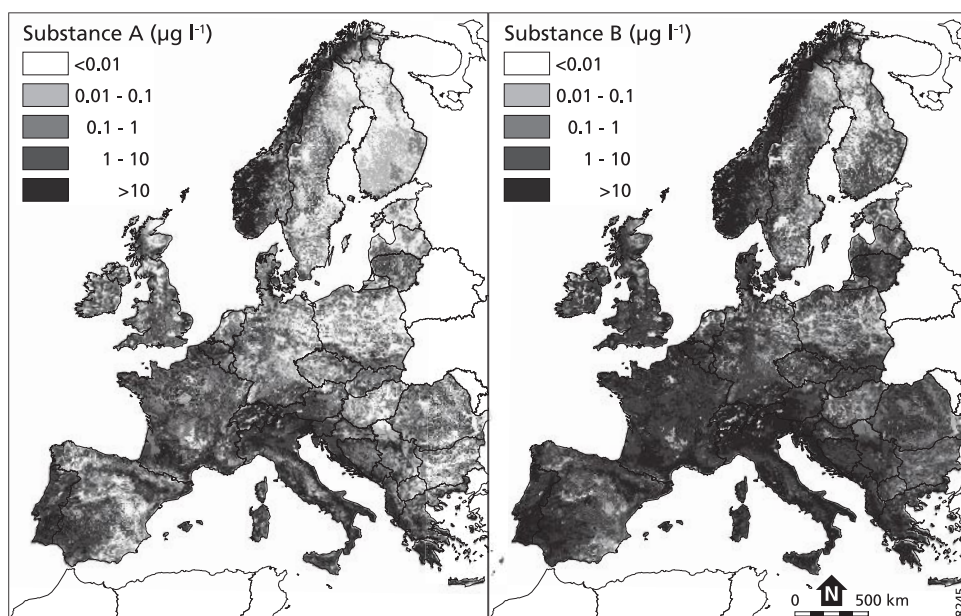 Substance A (µg l⁻¹)
<0.01
0.01 - 0.1
0.1 - 1
1 - 10
>10
Substance B (µg l⁻¹)
<0.01
0.01 - 0.1
0.1 - 1
1 - 10
>10
N
0 500 km